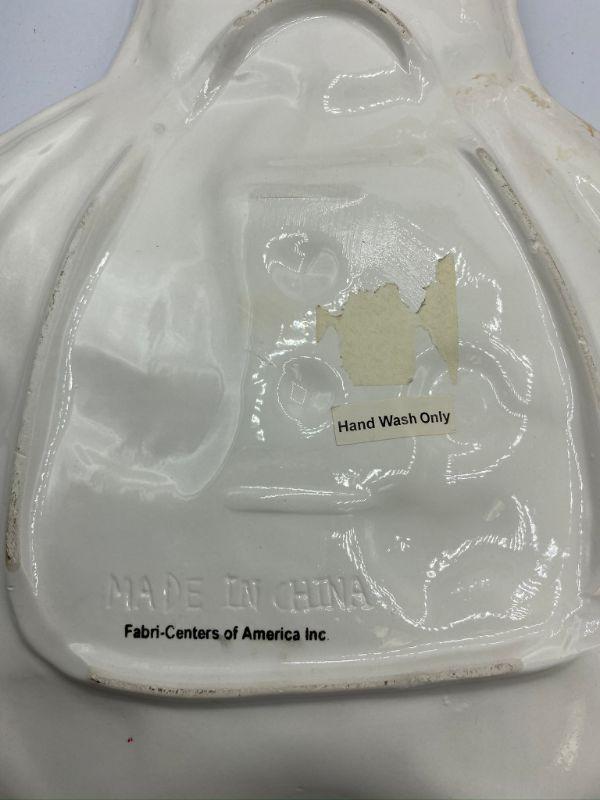 Hand Wash Only
MADE IN CHINA
Fabri-Centers of America Inc.